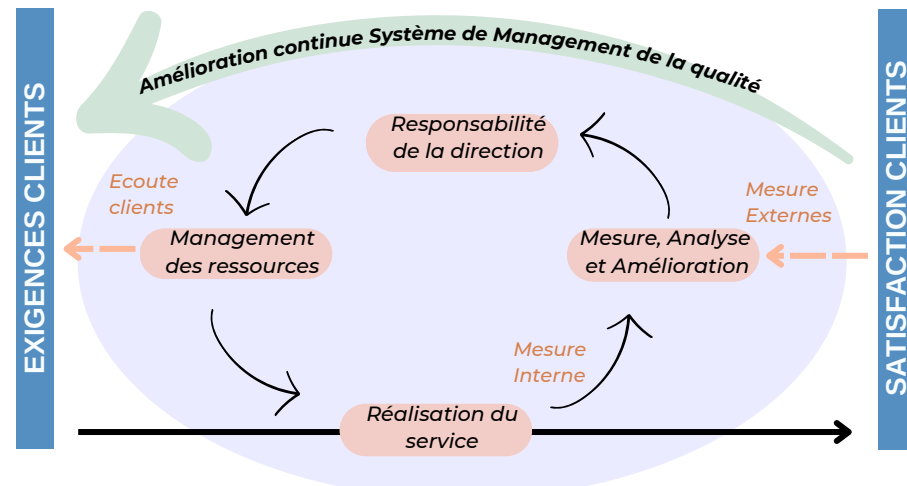 Amélioration continue Système de Management de la qualité
EXIGENCES CLIENTS
SATISFACTION CLIENTS
Responsabilité
de la direction
Ecoute
clients
Mesure
Externes
Management
des ressources
Mesure, Analyse
et Amélioration
Mesure
Interne
Réalisation du
service